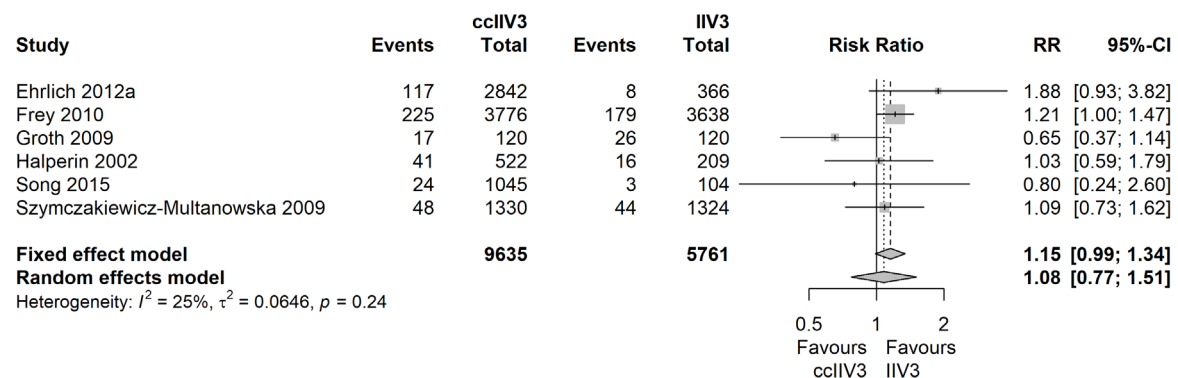 ccIIV3 IIV3
Study Events Total Events Total Risk Ratio RR 95%-CI
Ehrlich 2012a 117 2842 8 366 1.88 [0.93; 3.82]
Frey 2010 225 3776 179 3638 1.21 [1.00; 1.47]
Groth 2009 17 120 26 120 0.65 [0.37; 1.14]
Halperin 2002 41 522 16 209 1.03 [0.59; 1.79]
Song 2015 24 1045 3 104 0.80 [0.24; 2.60]
Szymczakiewicz-Multanowska 2009 48 1330 44 1324 1.09 [0.73; 1.62]
Fixed effect model 9635 5761 1.15 [0.99; 1.34]
Random effects model 1.08 [0.77; 1.51]
Heterogeneity: I² = 25%, τ² = 0.0646, p = 0.24
0.5 1 2
Favours Favours
ccIIV3 IIV3